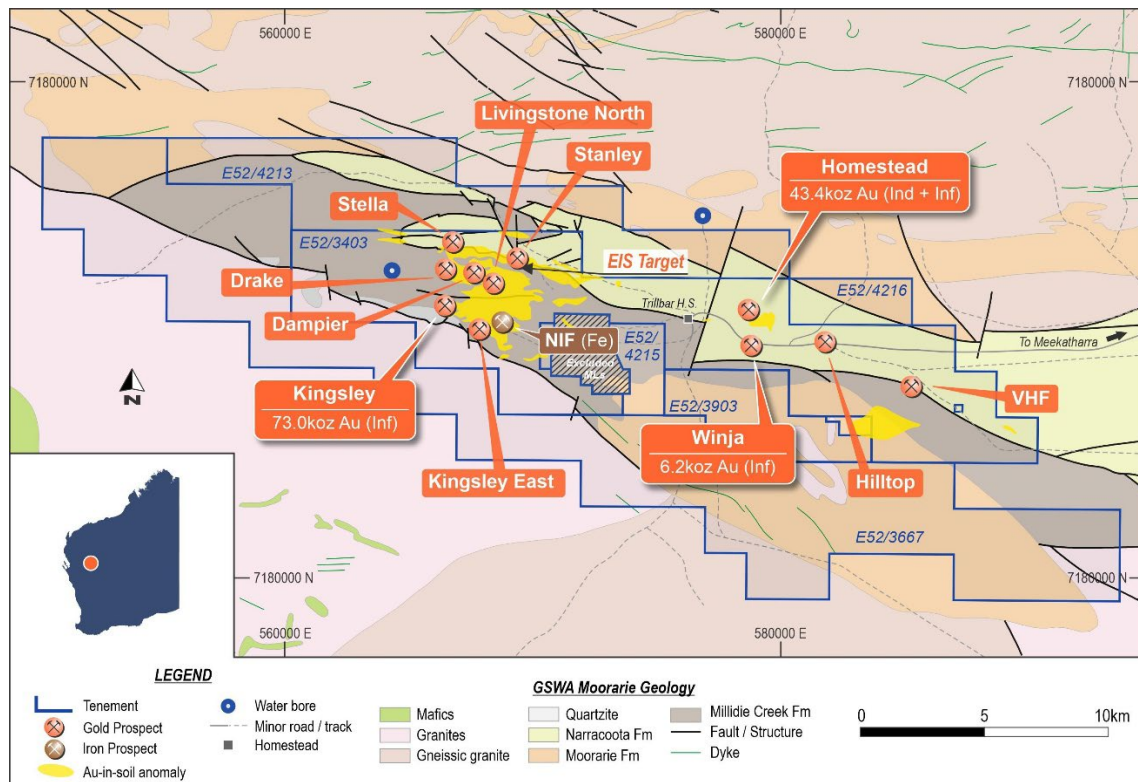 560000 E
580000 E
7180000 N
7180000 N
Livingstone North
Stanley
Homestead
43.4koz Au (Ind + Inf)
E52/4213
Stella
E52/3403
EIS Target
Drake
E52/4216
Dampier
Trillbar H.S.
To Meekatharra
NIF (Fe)
E52/
4215
Excluded
MLs
Kingsley
73.0koz Au (Inf)
E52/3903
VHF
Winja
6.2koz Au (Inf)
Kingsley East
Hilltop
N
E52/3667
7180000 N
7180000 N
560000 E
580000 E
LEGEND
Tenement
Gold Prospect
Iron Prospect
Au-in-soil anomaly
Water bore
Minor road / track
Homestead
GSWA Moorarie Geology
Mafics
Granites
Gneissic granite
Quartzite
Narracoota Fm
Moorarie Fm
Millidie Creek Fm
Fault / Structure
Dyke
0
5
10km